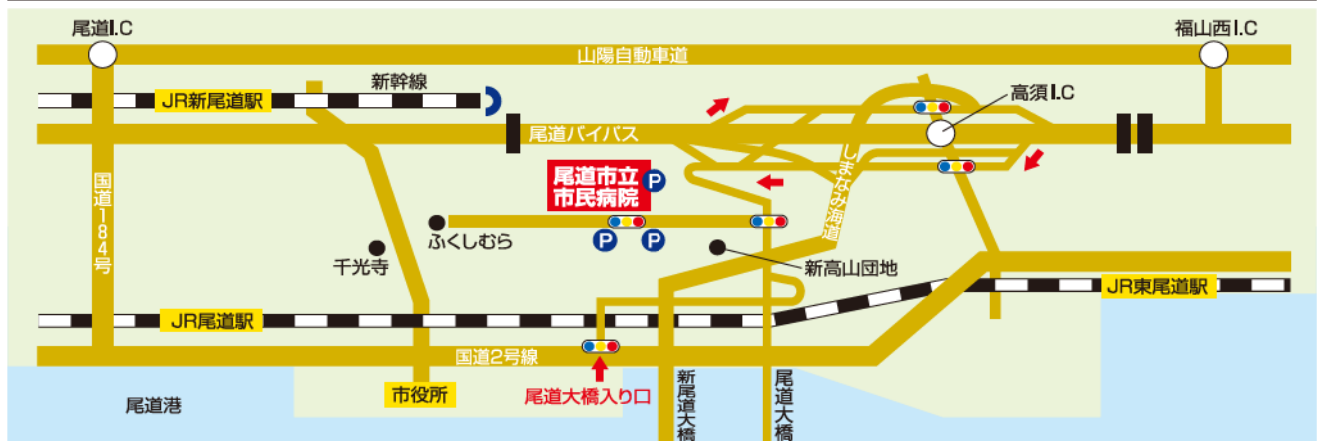 尾道I.C
福山西I.C
山陽自動車道
新幹線
JR新尾道駅
高須I.C
尾道バイパス
しまなみ海道
国道184号
尾道市立
市民病院
P
P
P
ふくしむら
千光寺
新高山団地
JR東尾道駅
JR尾道駅
国道2号線
市役所
尾道大橋入り口
新尾道大橋
尾道大橋
尾道港